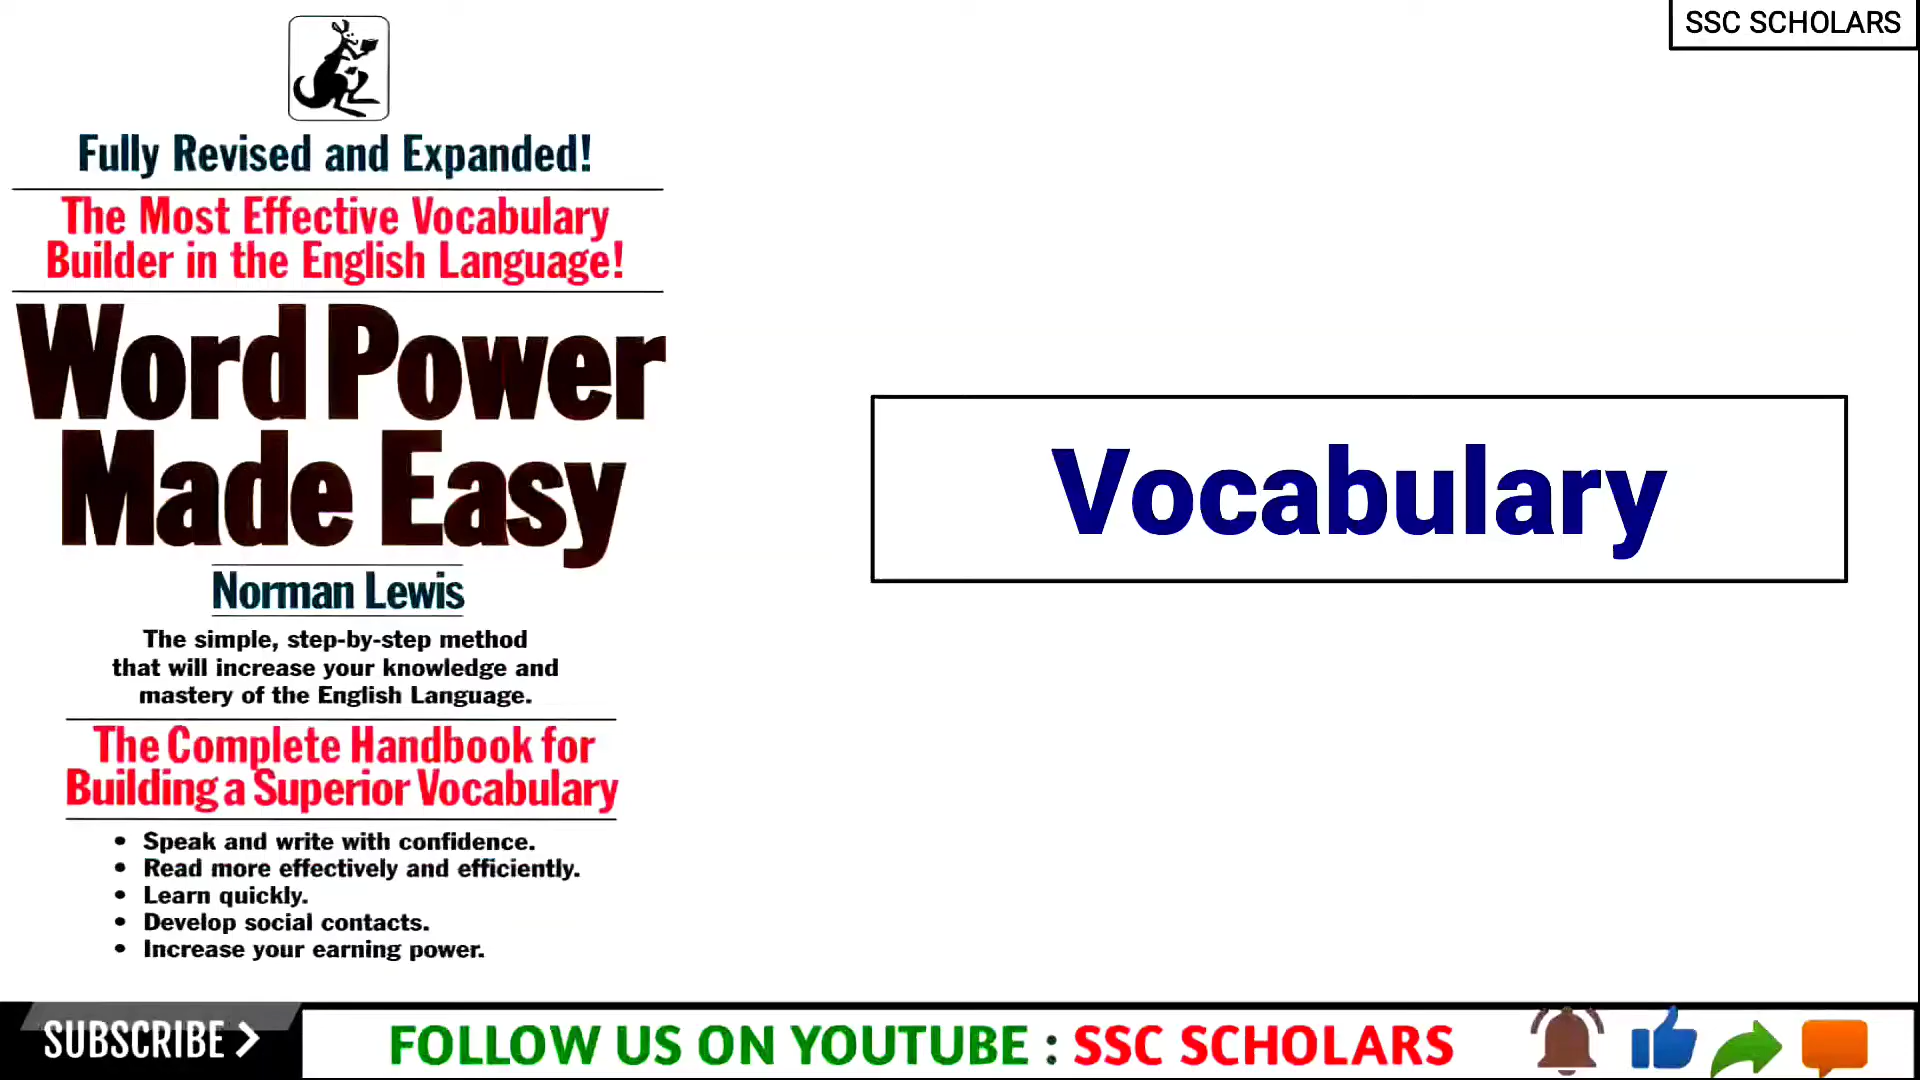 SSC SCHOLARS
Fully Revised and Expanded!
The Most Effective Vocabulary
Builder in the English Language!
Word Power
Made Easy
Norman Lewis
The simple, step-by-step method
that will increase your knowledge and
mastery of the English Language.
The Complete Handbook for
Building a Superior Vocabulary
• Speak and write with confidence.
• Read more effectively and efficiently.
• Learn quickly.
• Develop social contacts.
• Increase your earning power.
Vocabulary
SUBSCRIBE
FOLLOW US ON YOUTUBE : SSC SCHOLARS